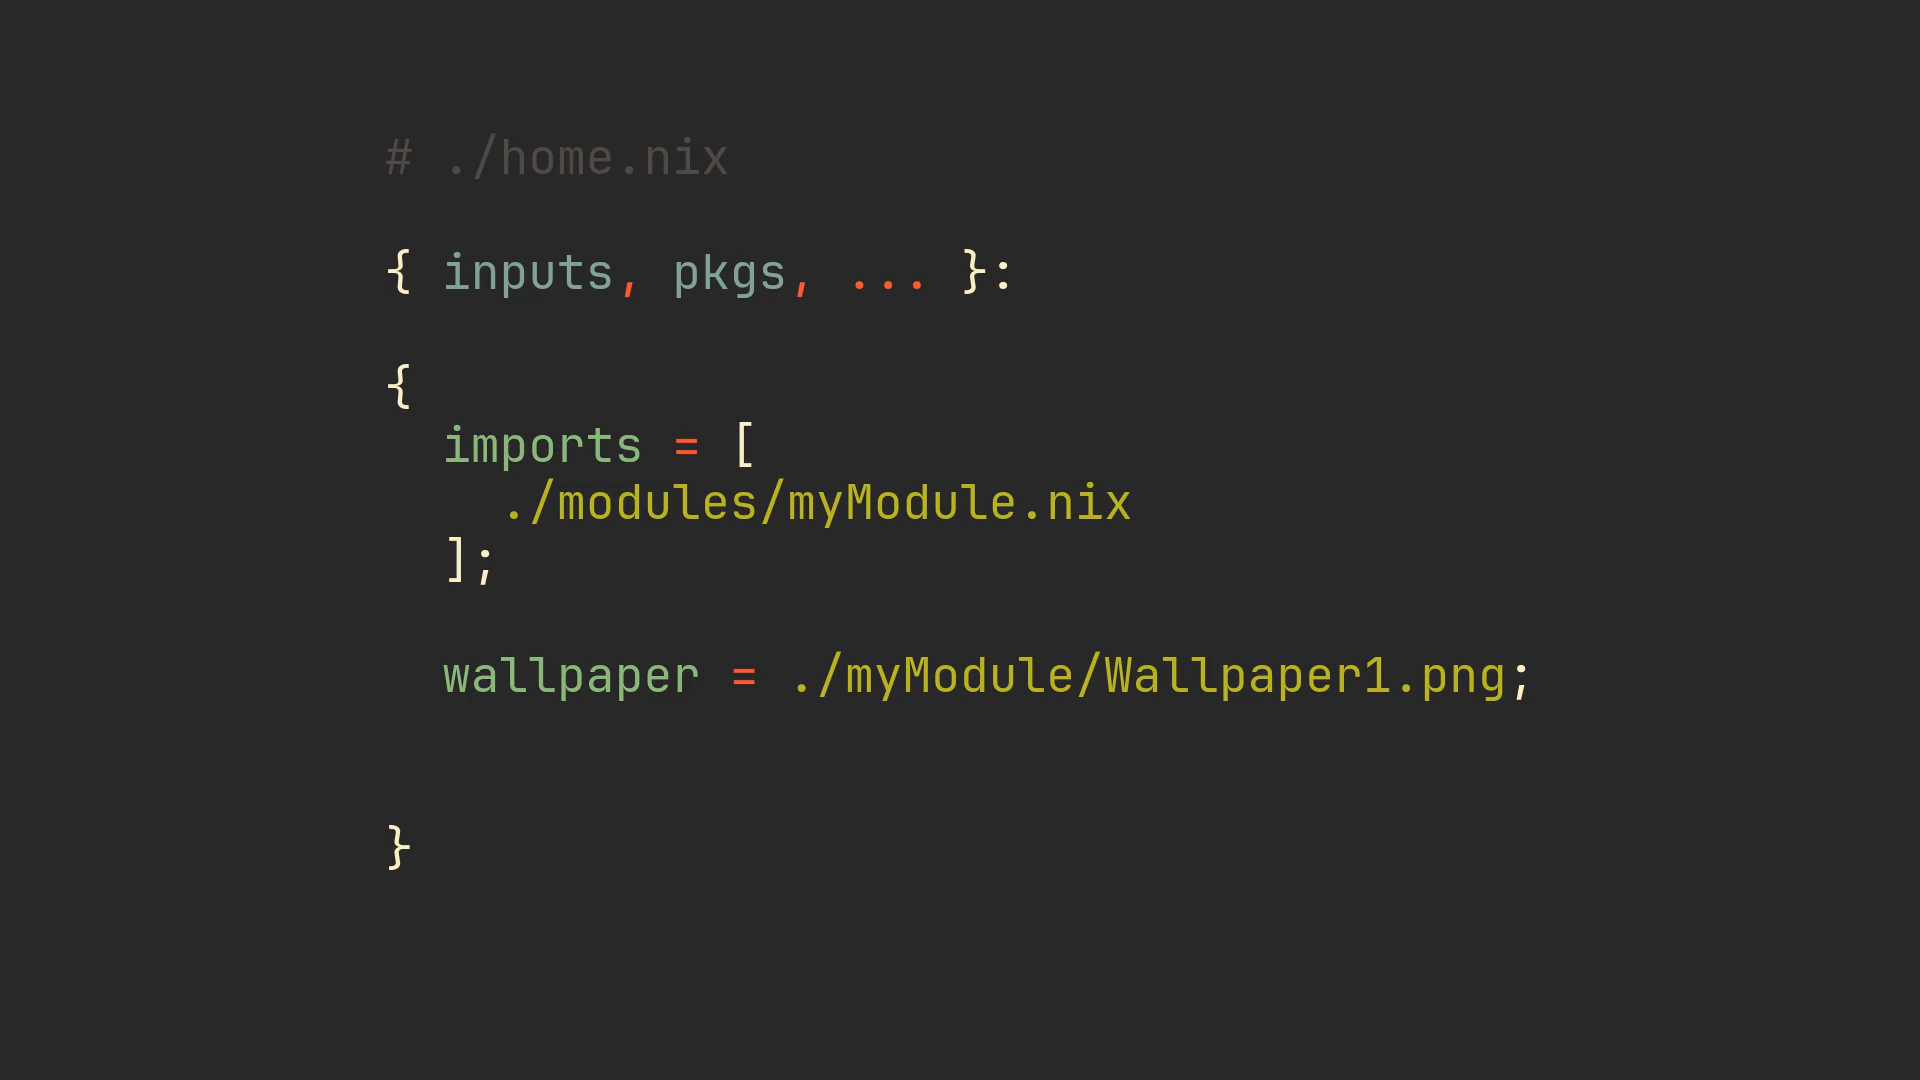 # ./home.nix
{ inputs, pkgs, ... }:
{
imports = [
./modules/myModule.nix
];
wallpaper = ./myModule/Wallpaper1.png;
}